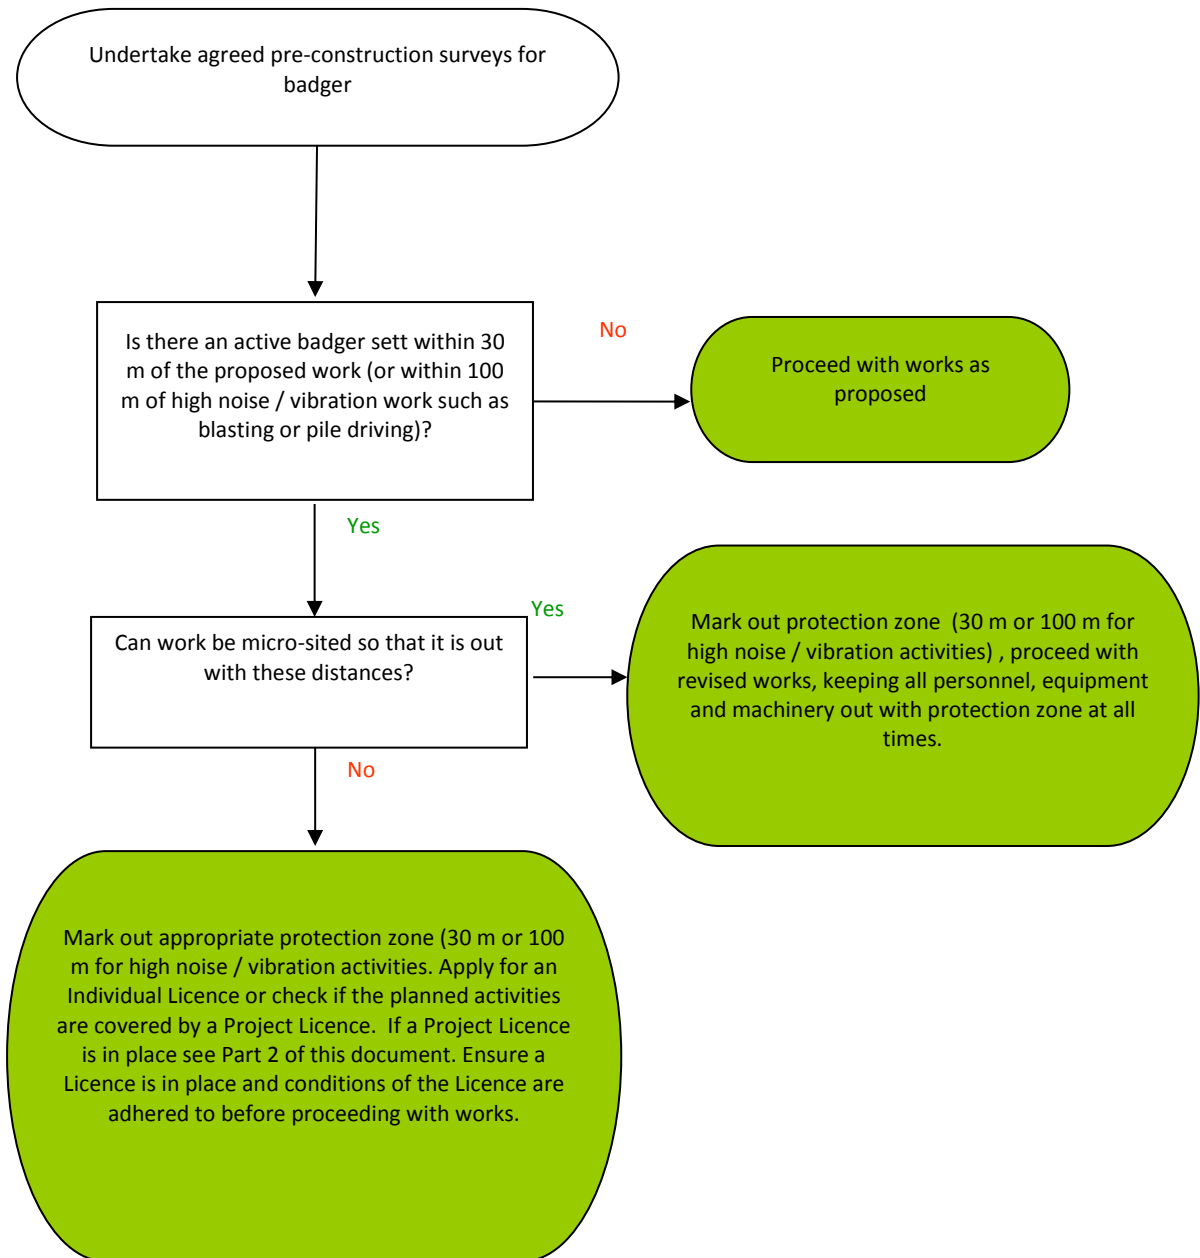 Undertake agreed pre-construction surveys for
badger
Is there an active badger sett within 30
m of the proposed work (or within 100
m of high noise / vibration work such as
blasting or pile driving)?
No
Proceed with works as
proposed
Yes
Can work be micro-sited so that it is out
with these distances?
Yes
Mark out protection zone  (30 m or 100 m for
high noise / vibration activities) , proceed with
revised works, keeping all personnel, equipment
and machinery out with protection zone at all
times.
No
Mark out appropriate protection zone (30 m or 100
m for high noise / vibration activities. Apply for an
Individual Licence or check if the planned activities
are covered by a Project Licence.  If a Project Licence
is in place see Part 2 of this document. Ensure a
Licence is in place and conditions of the Licence are
adhered to before proceeding with works.